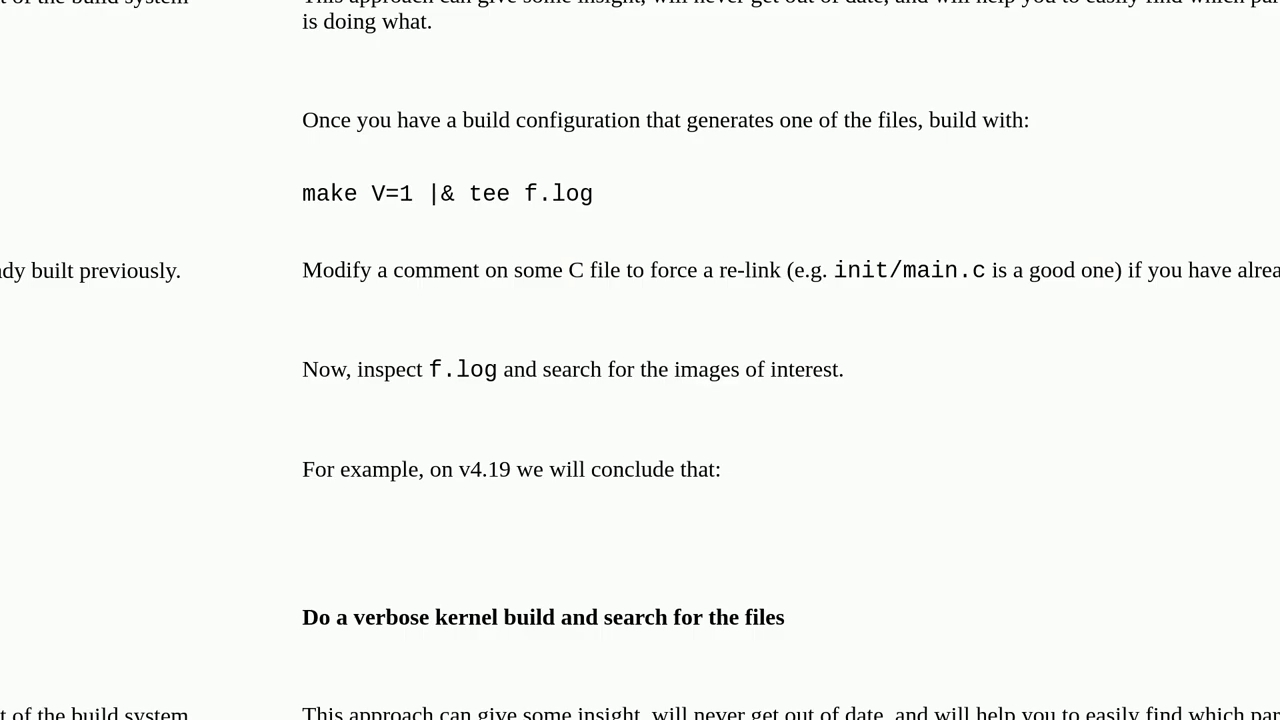 t of the build system
This approach can give some insight, will never get out of date, and will help you to easily find which
is doing what.
Once you have a build configuration that generates one of the files, build with:
make V=1 |& tee f.log
ady built previously.
Modify a comment on some C file to force a re-link (e.g. init/main.c is a good one) if you have alrea
Now, inspect f.log and search for the images of interest.
For example, on v4.19 we will conclude that:
Do a verbose kernel build and search for the files
t of the build system
This approach can give some insight, will never get out of date, and will help you to easily find which par